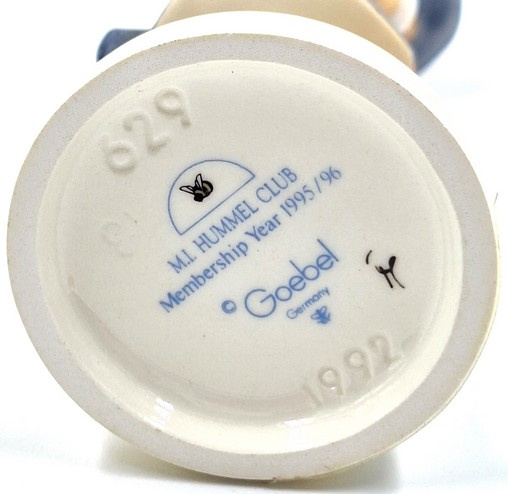 629
M.I. HUMMEL CLUB
Membership Year 1995/96
© Goebel
Germany
1992